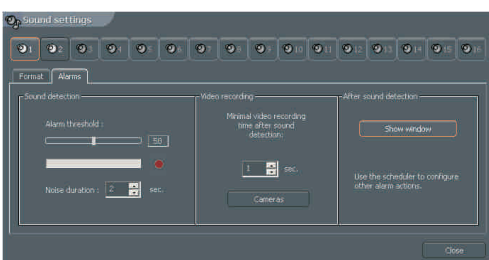 Sound settings
1 2 3 4 5 6 7 8 9 10 11 12 13 14 15 16
Format Alarms
Sound detection
Alarm threshold :
50
Noise duration : 2 sec.
Video recording
Minimal video recording
time after sound
detection:
1 sec.
Cameras
After sound detection
Show window
Use the scheduler to configure
other alarm actions.
Close